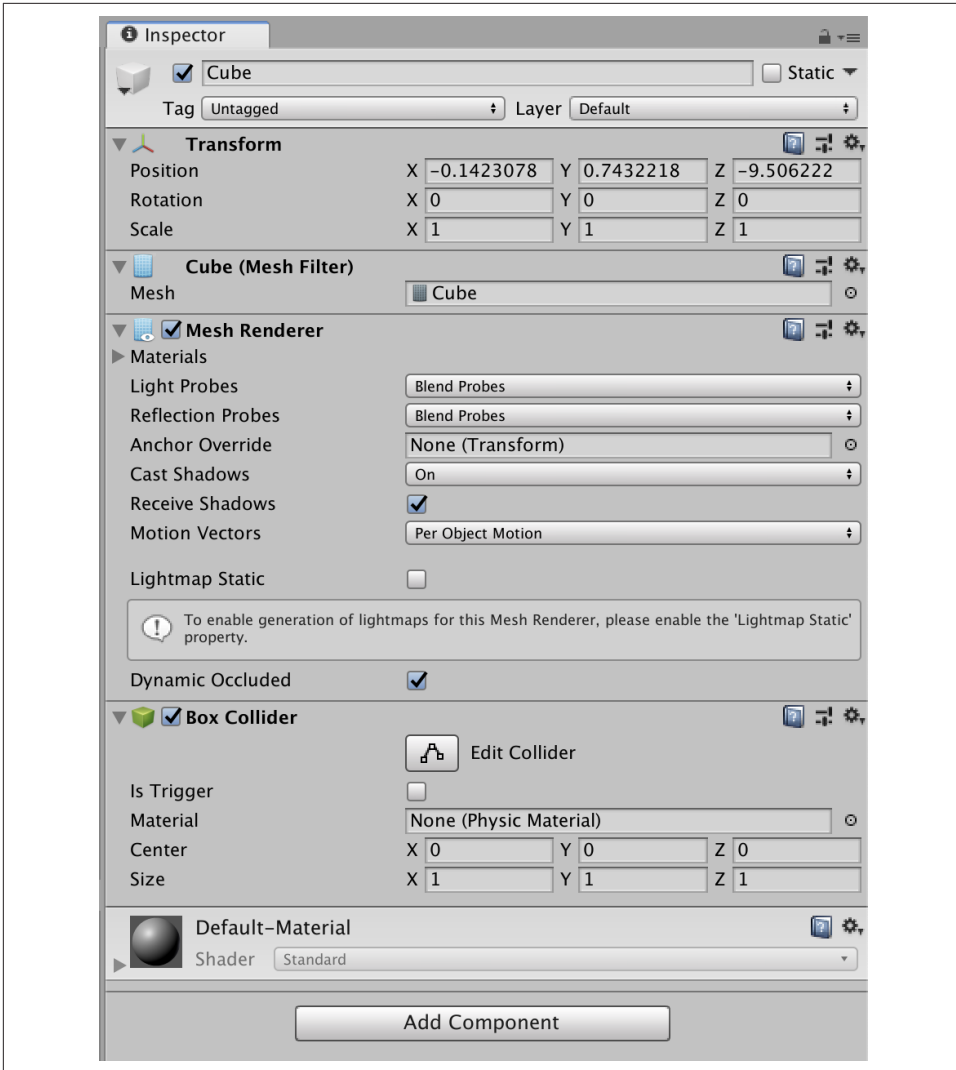 Inspector
Cube Static
Tag Untagged Layer Default
Transform
Position X -0.1423078 Y 0.7432218 Z -9.506222
Rotation X 0 Y 0 Z 0
Scale X 1 Y 1 Z 1
Cube (Mesh Filter)
Mesh Cube
Mesh Renderer
Materials
Light Probes Blend Probes
Reflection Probes Blend Probes
Anchor Override None (Transform)
Cast Shadows On
Receive Shadows
Motion Vectors Per Object Motion
Lightmap Static
To enable generation of lightmaps for this Mesh Renderer, please enable the 'Lightmap Static'
property.
Dynamic Occluded
Box Collider
Edit Collider
Is Trigger
Material None (Physic Material)
Center X 0 Y 0 Z 0
Size X 1 Y 1 Z 1
Default-Material
Shader Standard
Add Component